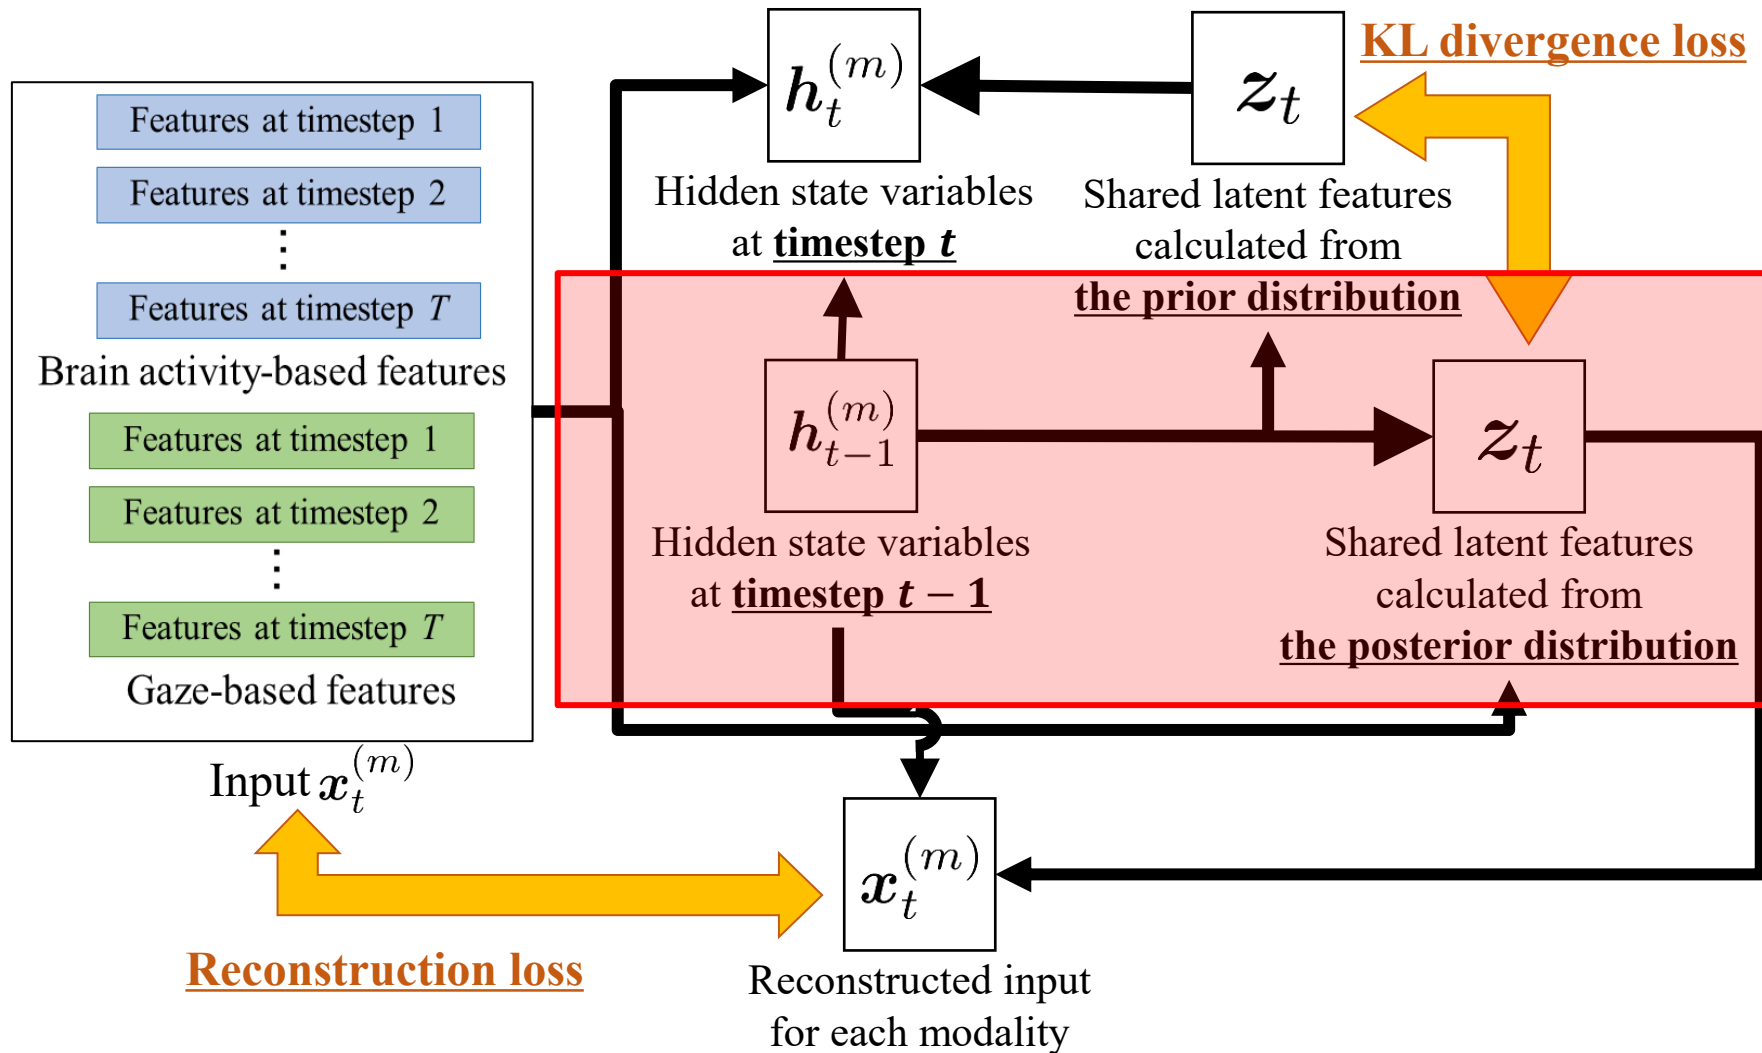 Features at timestep 1
Features at timestep 2
⋮
Features at timestep T
Brain activity-based features
Features at timestep 1
Features at timestep 2
⋮
Features at timestep T
Gaze-based features
Input x_t^{(m)}
h_t^{(m)}
Hidden state variables
at timestep t
z_t
Shared latent features
calculated from
the prior distribution
KL divergence loss
h_{t-1}^{(m)}
Hidden state variables
at timestep t − 1
z_t
Shared latent features
calculated from
the posterior distribution
Reconstruction loss
x_t^{(m)}
Reconstructed input
for each modality